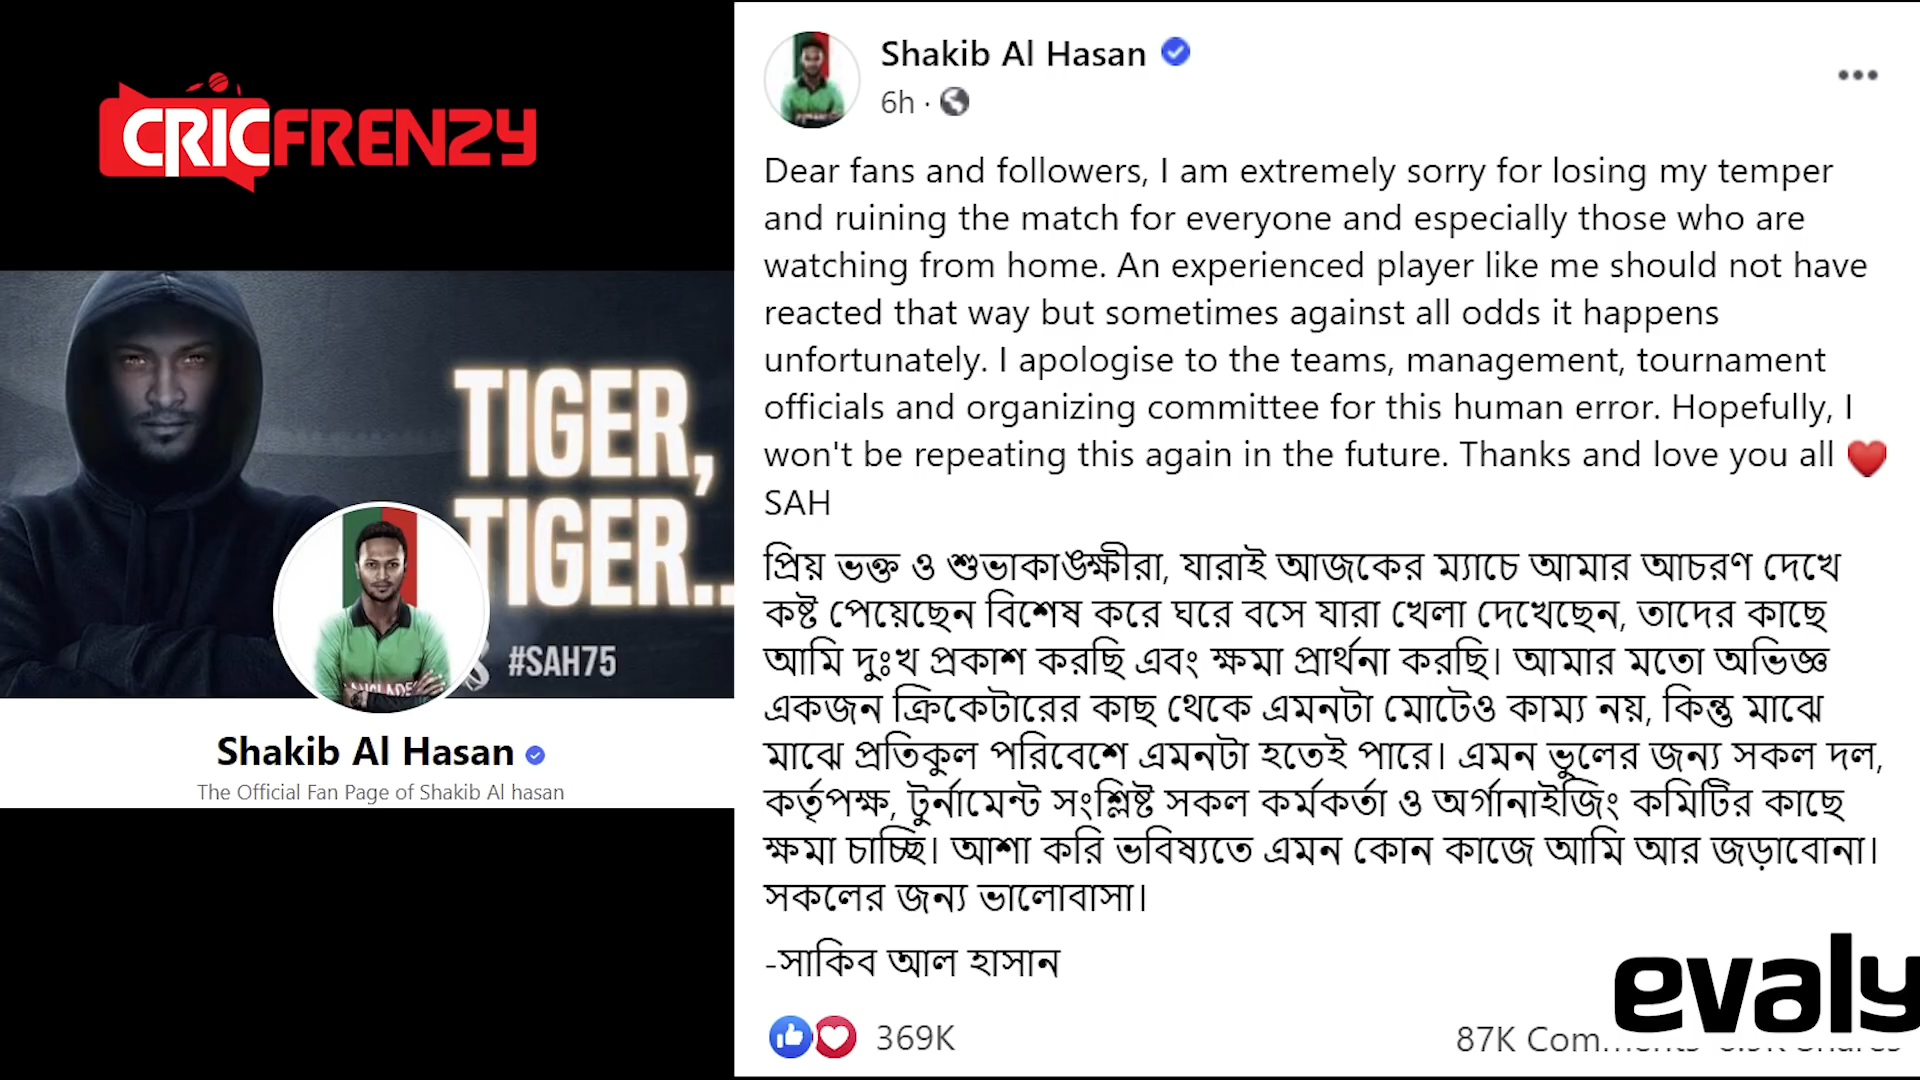 CRICFRENZY
TIGER,
TIGER..
#SAH75
Shakib Al Hasan
The Official Fan Page of Shakib Al hasan
Shakib Al Hasan
6h ·
Dear fans and followers, I am extremely sorry for losing my temper
and ruining the match for everyone and especially those who are
watching from home. An experienced player like me should not have
reacted that way but sometimes against all odds it happens
unfortunately. I apologise to the teams, management, tournament
officials and organizing committee for this human error. Hopefully, I
won't be repeating this again in the future. Thanks and love you all ❤️
SAH
প্রিয় ভক্ত ও শুভাকাঙ্ক্ষীরা, যারাই আজকের ম্যাচে আমার আচরণ দেখে
কষ্ট পেয়েছেন বিশেষ করে ঘরে বসে যারা খেলা দেখেছেন, তাদের কাছে
আমি দুঃখ প্রকাশ করছি এবং ক্ষমা প্রার্থনা করছি। আমার মতো অভিজ্ঞ
একজন ক্রিকেটারের কাছ থেকে এমনটা মোটেও কাম্য নয়, কিন্তু মাঝে
মাঝে প্রতিকুল পরিবেশে এমনটা হতেই পারে। এমন ভুলের জন্য সকল দল,
কর্তৃপক্ষ, টুর্নামেন্ট সংশ্লিষ্ট সকল কর্মকর্তা ও অর্গানাইজিং কমিটির কাছে
ক্ষমা চাচ্ছি। আশা করি ভবিষ্যতে এমন কোন কাজে আমি আর জড়াবোনা।
সকলের জন্য ভালোবাসা।
-সাকিব আল হাসান
evaly
369K
87K Comments